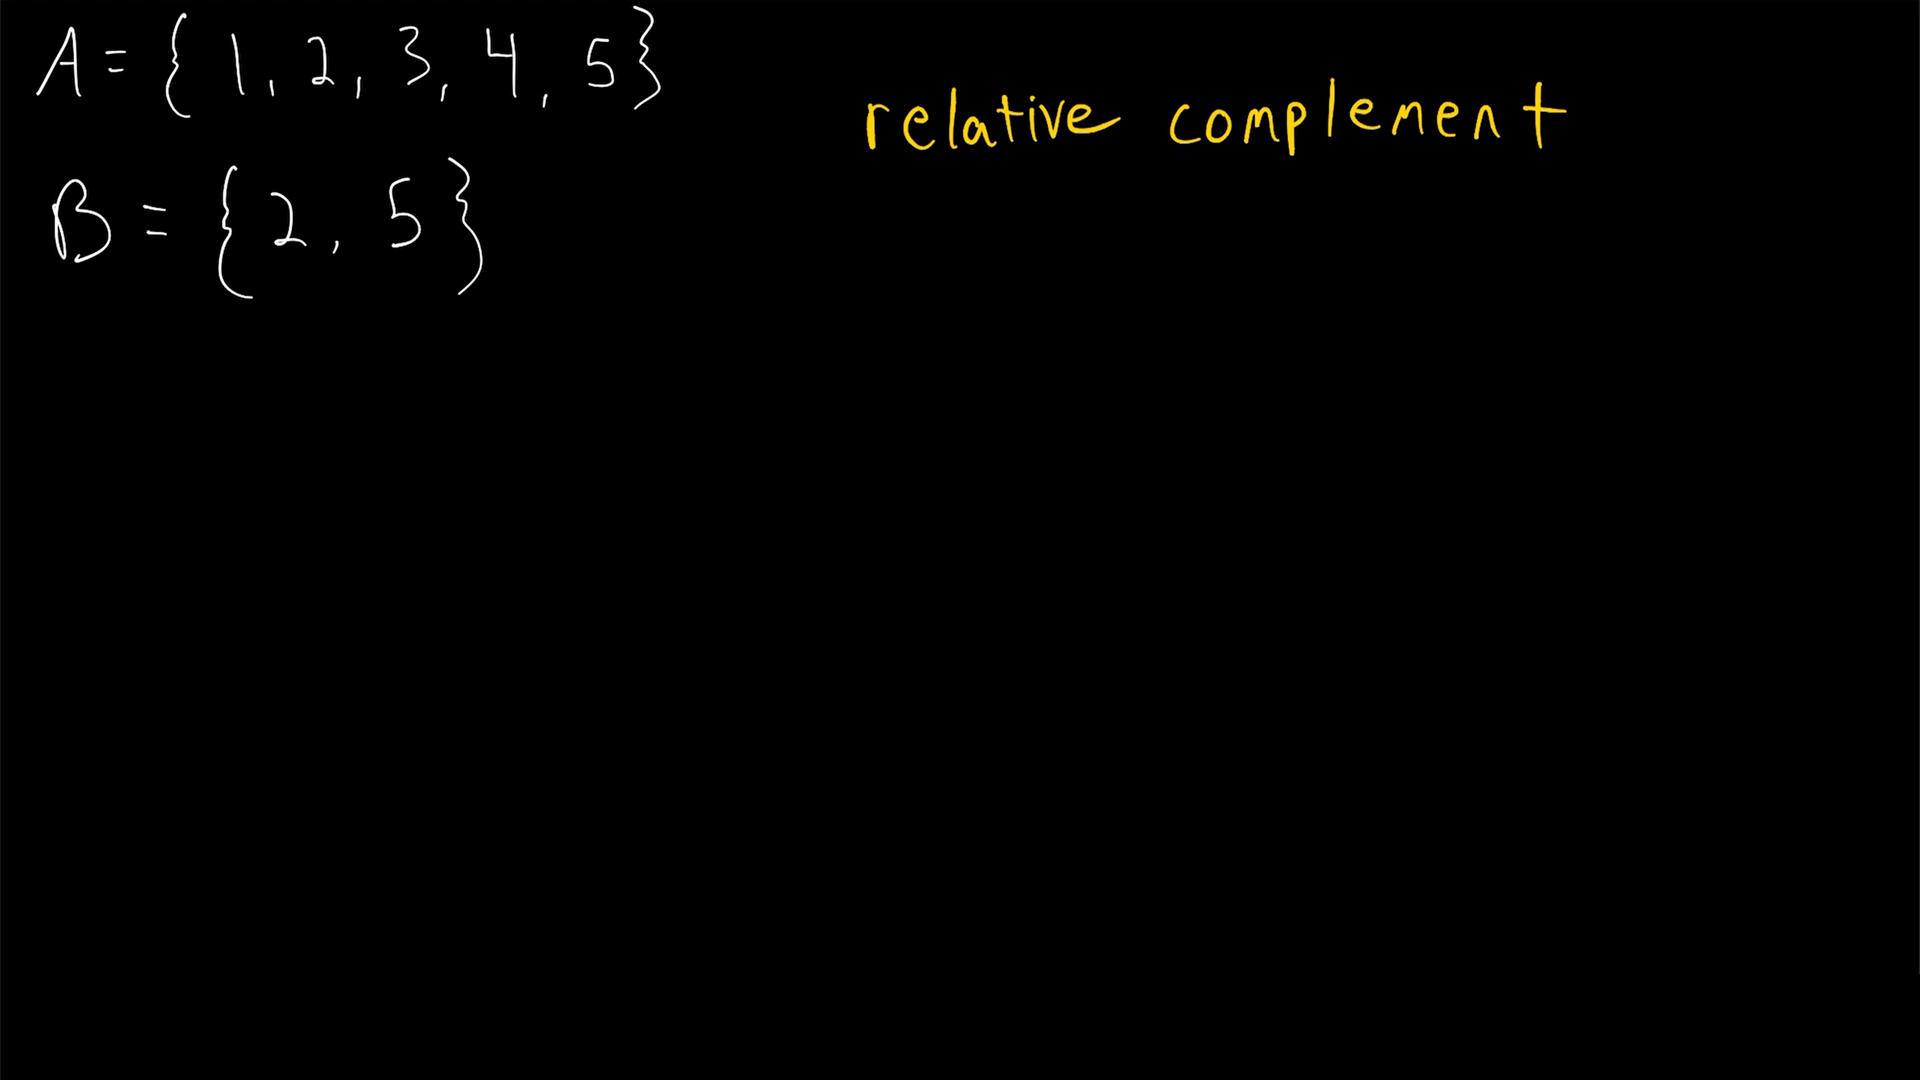 A = { 1, 2, 3, 4, 5}
relative complement
B = { 2, 5 }